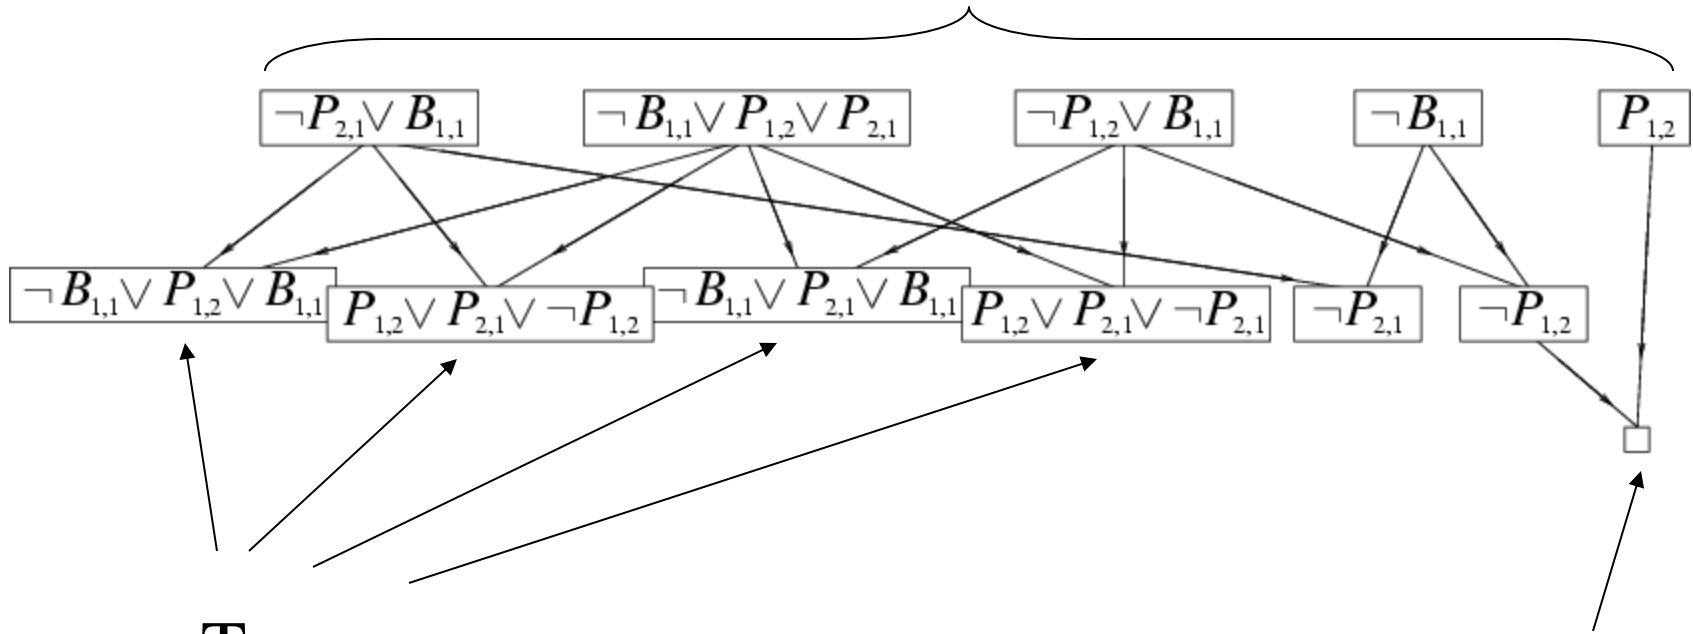 ¬P2,1∨ B1,1 ¬B1,1∨ P1,2∨ P2,1 ¬P1,2∨ B1,1 ¬B1,1 P1,2
¬B1,1∨ P1,2∨ B1,1 P1,2∨ P2,1∨ ¬P1,2 ¬B1,1∨ P2,1∨ B1,1 P1,2∨ P2,1∨ ¬P2,1 ¬P2,1 ¬P1,2